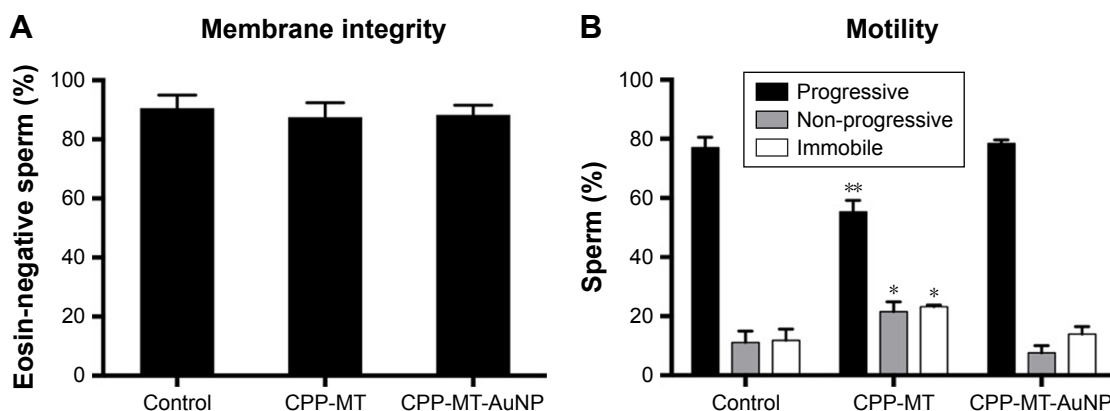 A
Membrane integrity
Eosin-negative sperm (%)
100
80
60
40
20
0
Control
CPP-MT
CPP-MT-AuNP
B
Motility
Sperm (%)
100
80
60
40
20
0
Progressive
Non-progressive
Immobile
**
*
*
Control
CPP-MT
CPP-MT-AuNP